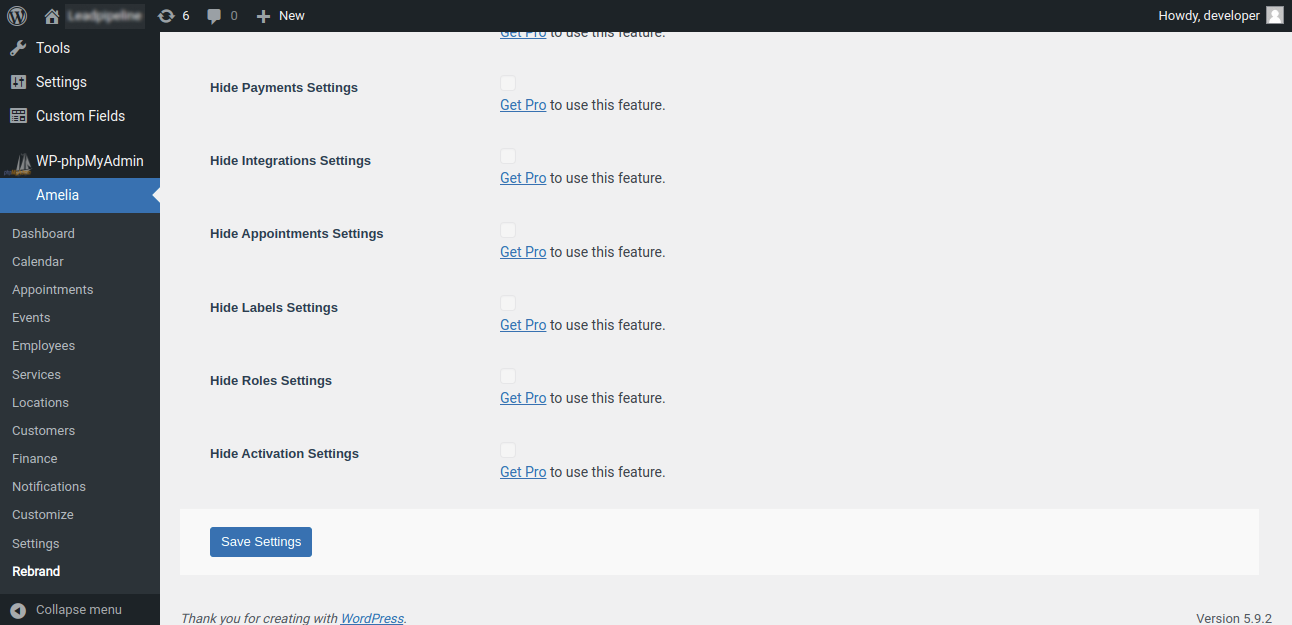 6 0 New Howdy, developer
Tools
Settings
Custom Fields
WP-phpMyAdmin
Amelia
Dashboard
Calendar
Appointments
Events
Employees
Services
Locations
Customers
Finance
Notifications
Customize
Settings
Rebrand
Collapse menu
Get Pro to use this feature.
Hide Payments Settings
Get Pro to use this feature.
Hide Integrations Settings
Get Pro to use this feature.
Hide Appointments Settings
Get Pro to use this feature.
Hide Labels Settings
Get Pro to use this feature.
Hide Roles Settings
Get Pro to use this feature.
Hide Activation Settings
Get Pro to use this feature.
Save Settings
Thank you for creating with WordPress. Version 5.9.2